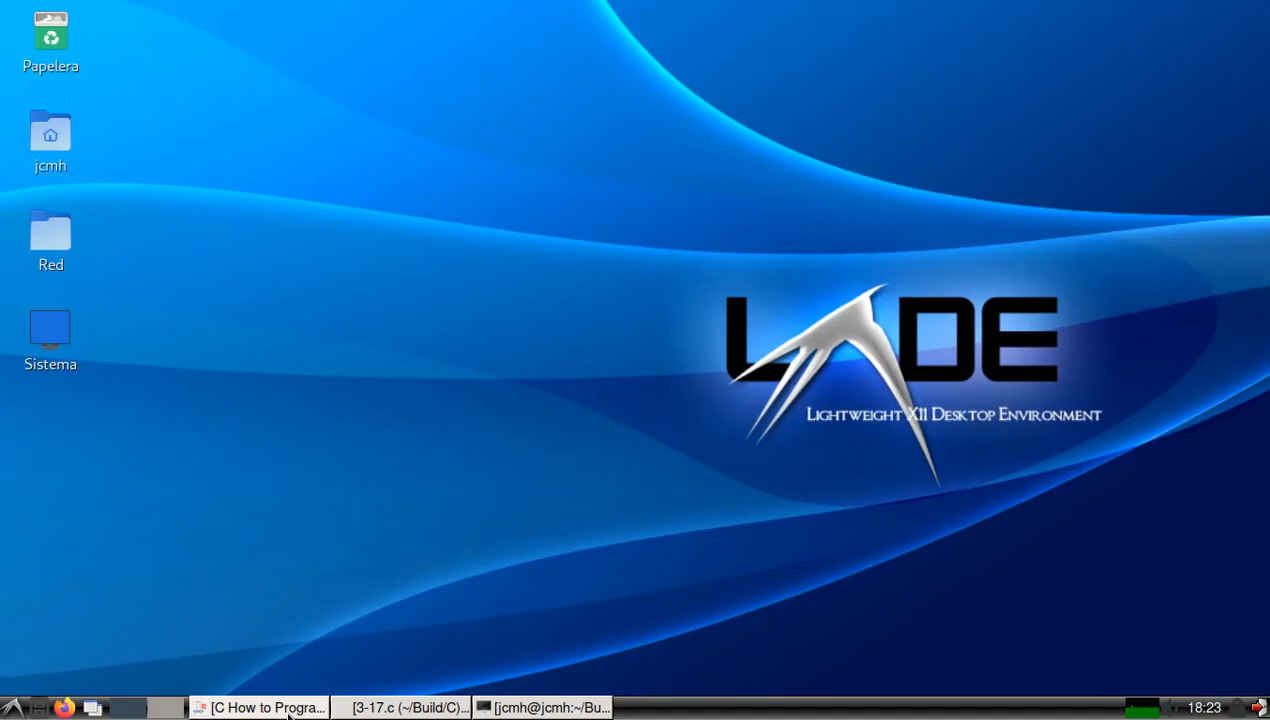 Papelera
jcmh
Red
Sistema
LXDE
Lightweight X11 Desktop Environment
[C How to Progra...
[3-17.c (~/Build/C)...
[jcmh@jcmh:~/Bu...
18:23